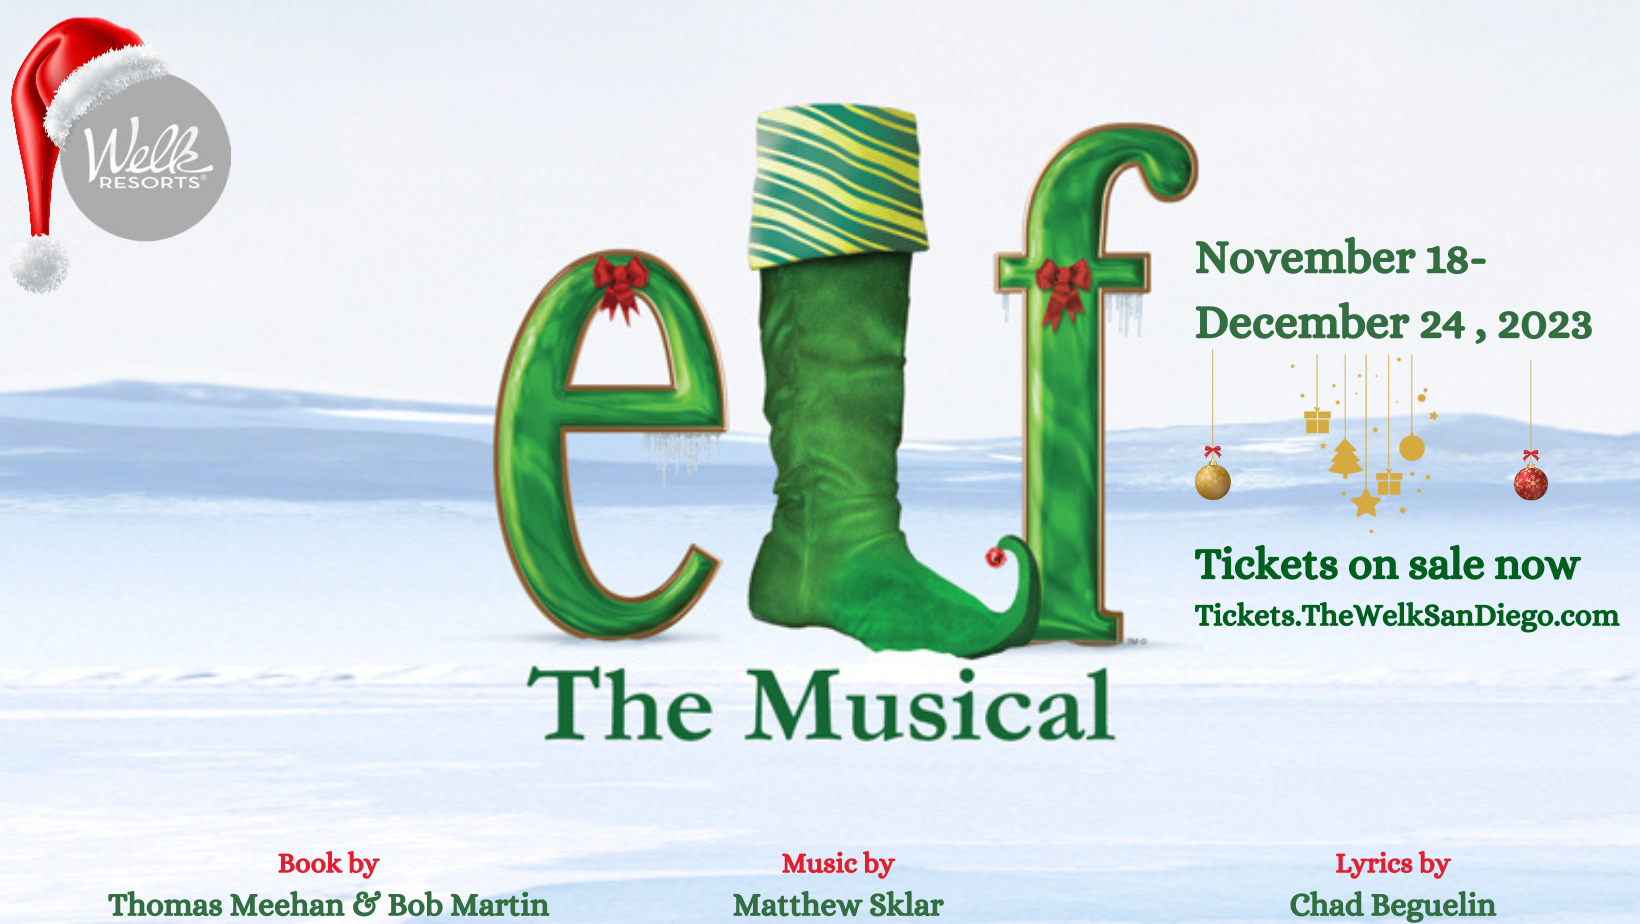 Welk
RESORTS®
elf
The Musical
November 18-
December 24 , 2023
Tickets on sale now
Tickets.TheWelkSanDiego.com
Book by
Thomas Meehan & Bob Martin
Music by
Matthew Sklar
Lyrics by
Chad Beguelin